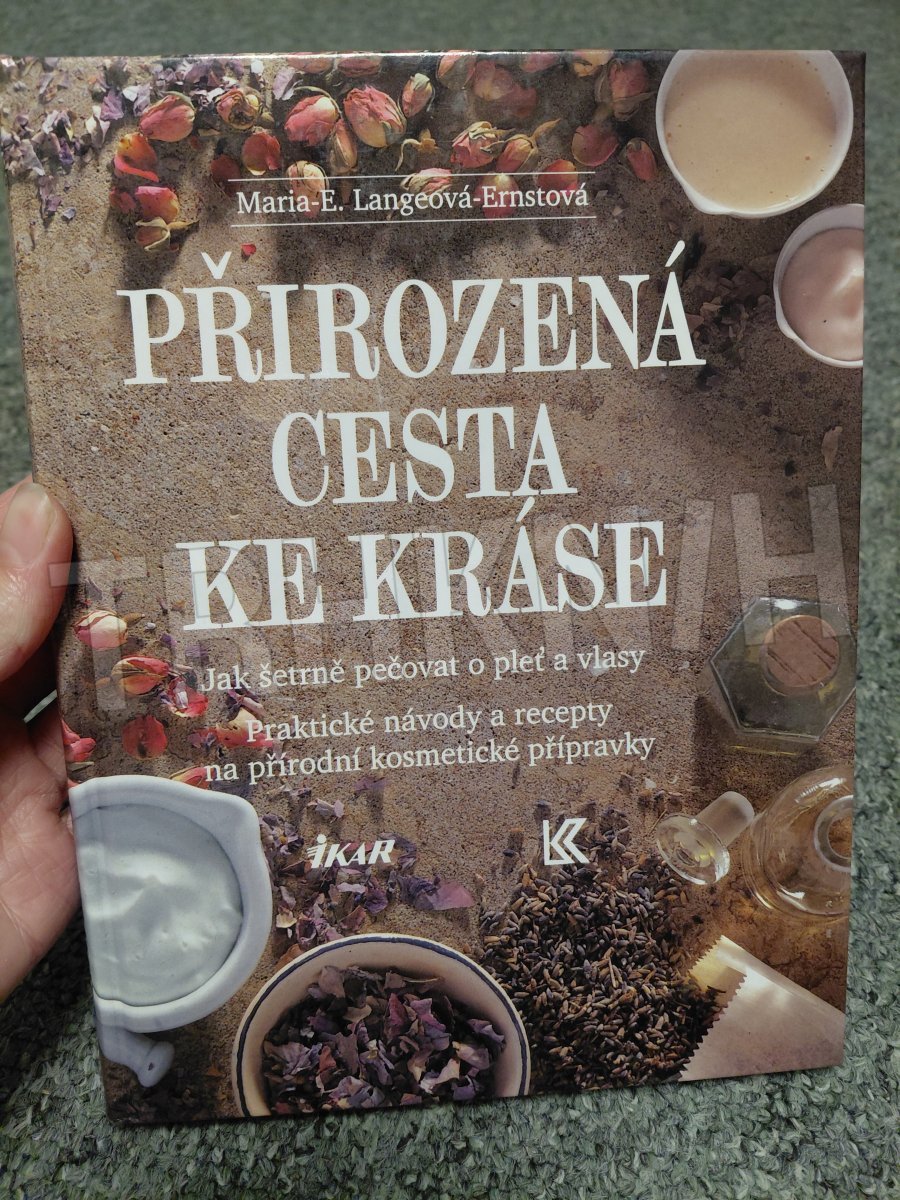 Maria-E. Langeová-Ernstová
PŘIROZENÁ
CESTA
KE KRÁSE
Jak šetrně pečovat o pleť a vlasy
Praktické návody a recepty
na přírodní kosmetické přípravky
IKAR